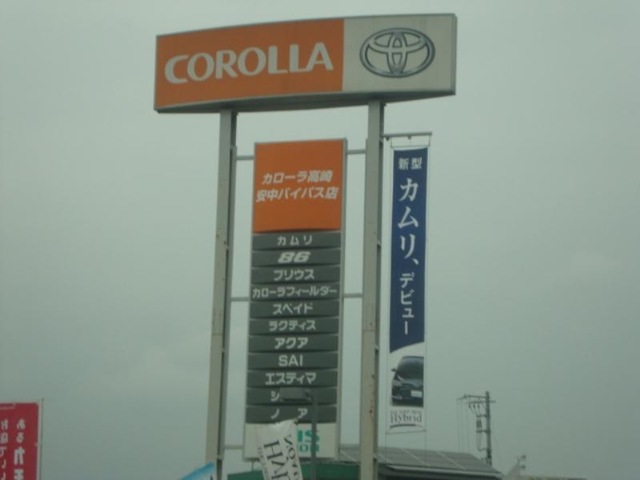 COROLLA
カローラ高崎
安中バイパス店
カムリ
86
プリウス
カローラフィールダー
スペイド
ラクティス
アクア
SAI
エスティマ
ノア
新型
カムリ、デビュー
Hybrid